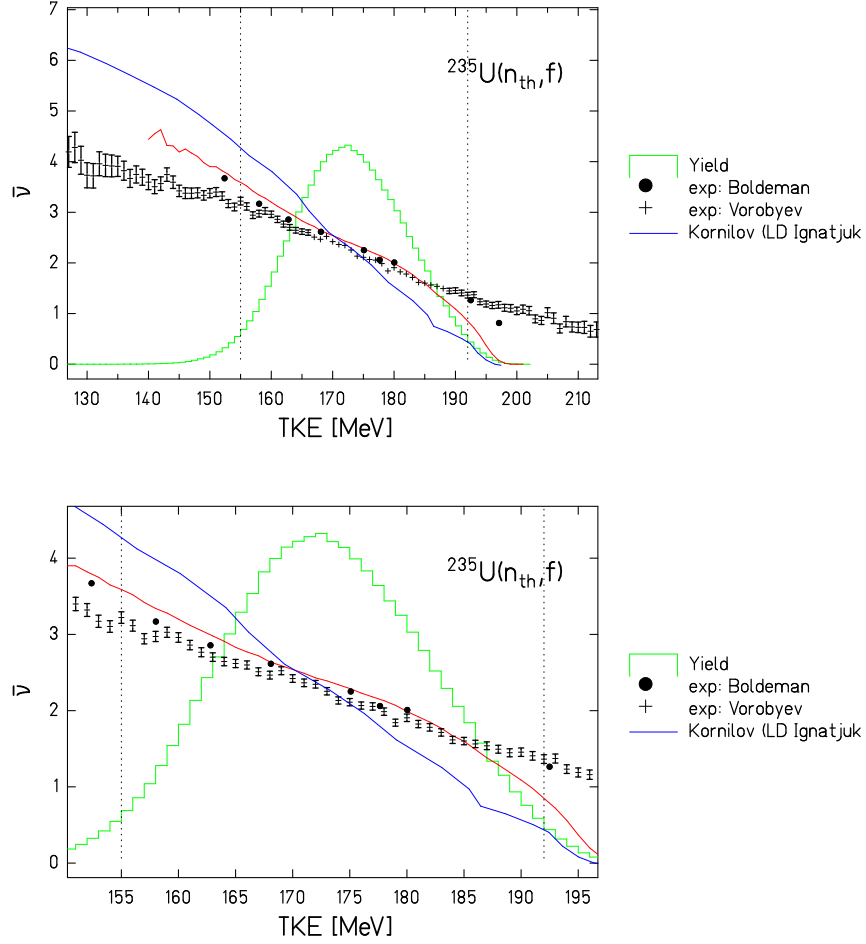 7
6
5
4
3
2
1
0
ν̄
²³⁵U(nₜₕ,f)
130 140 150 160 170 180 190 200 210
TKE [MeV]
Yield
exp: Boldeman
exp: Vorobyev
Kornilov (LD Ignatjuk
4
3
2
1
0
ν̄
²³⁵U(nₜₕ,f)
155 160 165 170 175 180 185 190 195
TKE [MeV]
Yield
exp: Boldeman
exp: Vorobyev
Kornilov (LD Ignatjuk